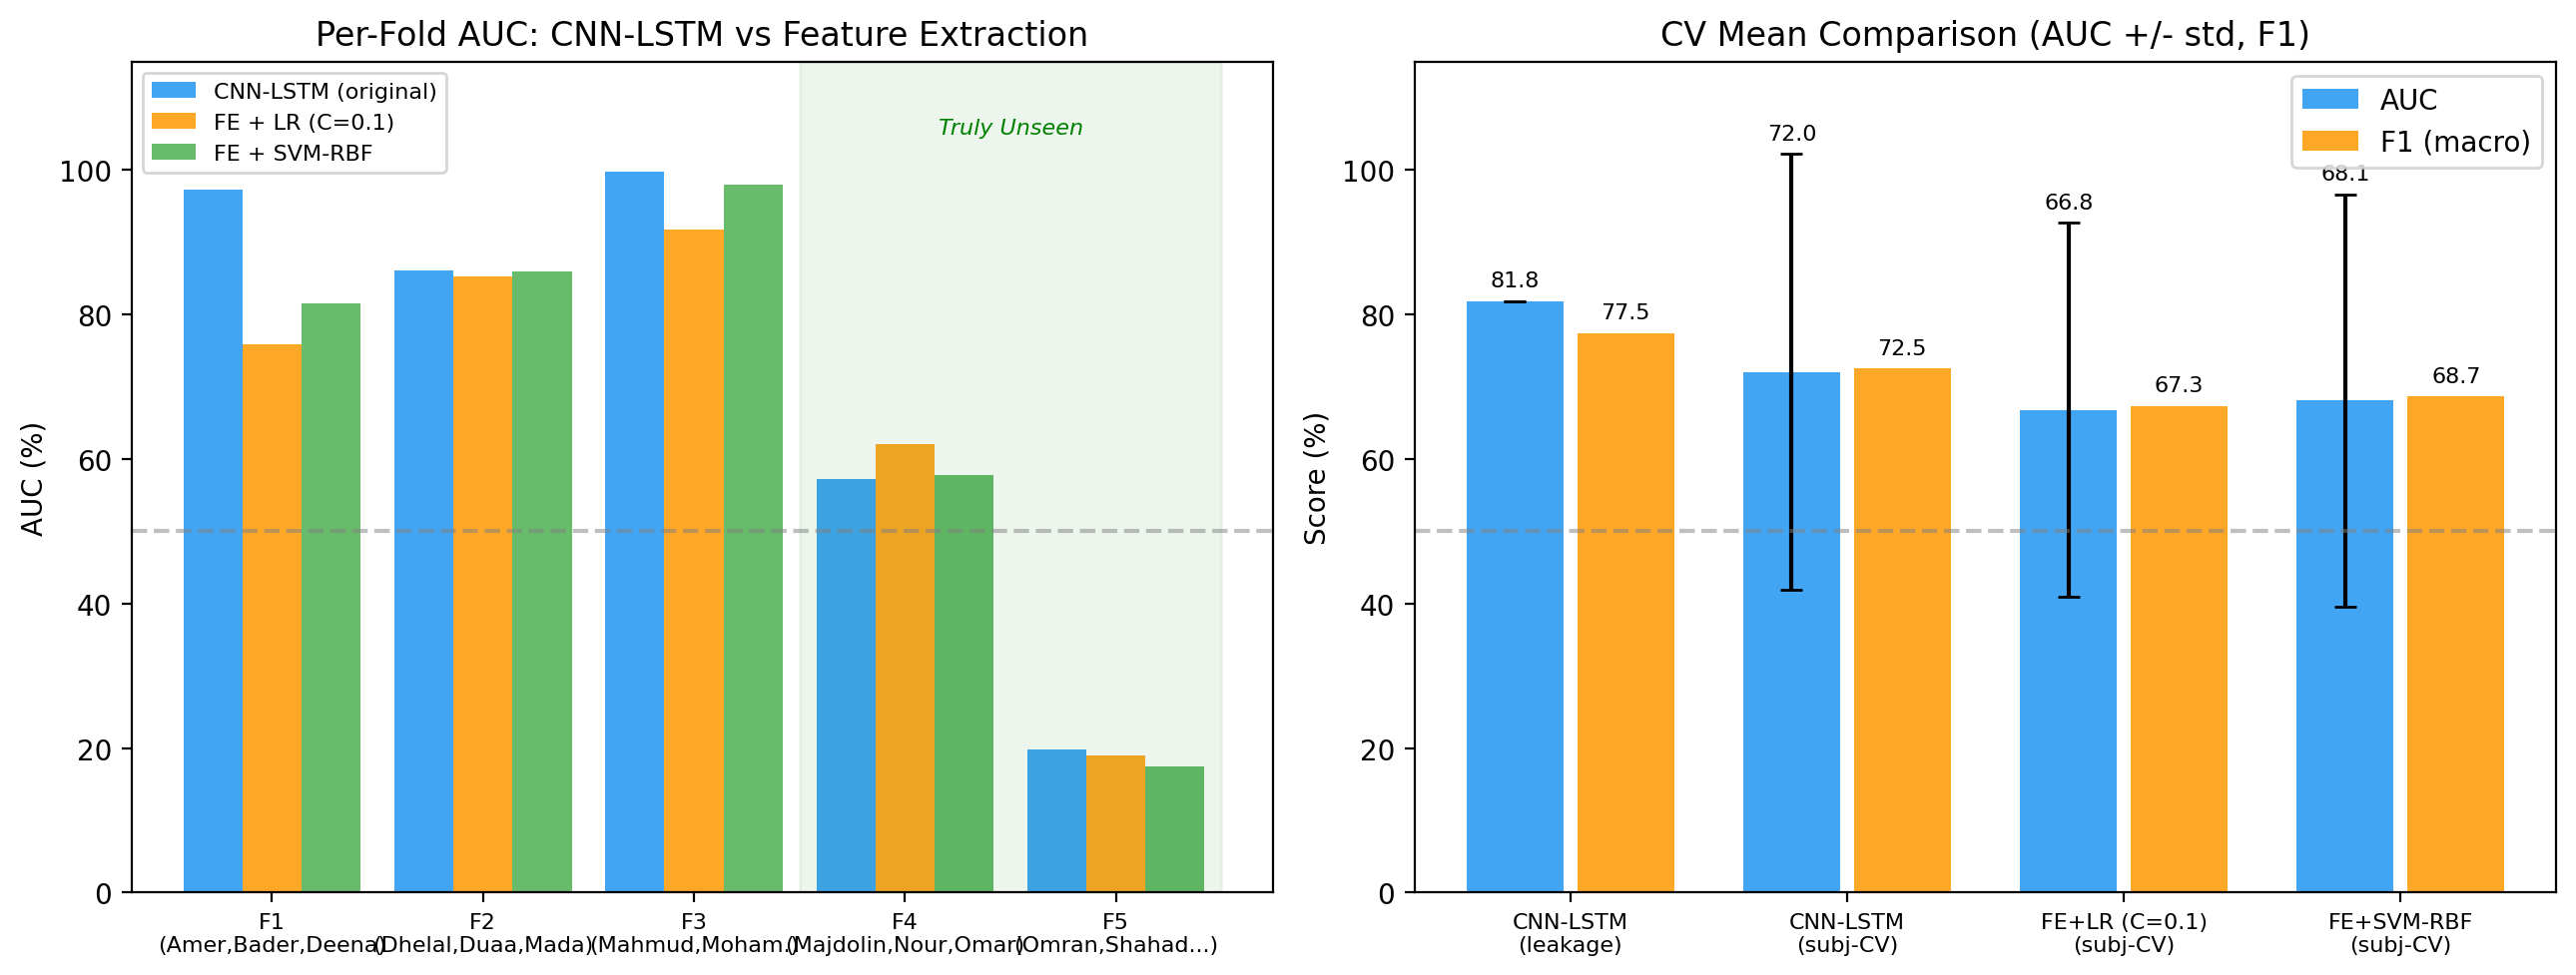 Per-Fold AUC: CNN-LSTM vs Feature Extraction
CNN-LSTM (original)
FE + LR (C=0.1)
FE + SVM-RBF
Truly Unseen
AUC (%)
100
80
60
40
20
0
F1
(Amer,Bader,Deena)
F2
(Dhelal,Duaa,Mada)
F3
(Mahmud,Moham.)
F4
(Majdolin,Nour,Omar)
F5
(Omran,Shahad...)
CV Mean Comparison (AUC +/- std, F1)
AUC
F1 (macro)
Score (%)
100
80
60
40
20
0
81.8
77.5
72.0
72.5
66.8
67.3
68.1
68.7
CNN-LSTM
(leakage)
CNN-LSTM
(subj-CV)
FE+LR (C=0.1)
(subj-CV)
FE+SVM-RBF
(subj-CV)